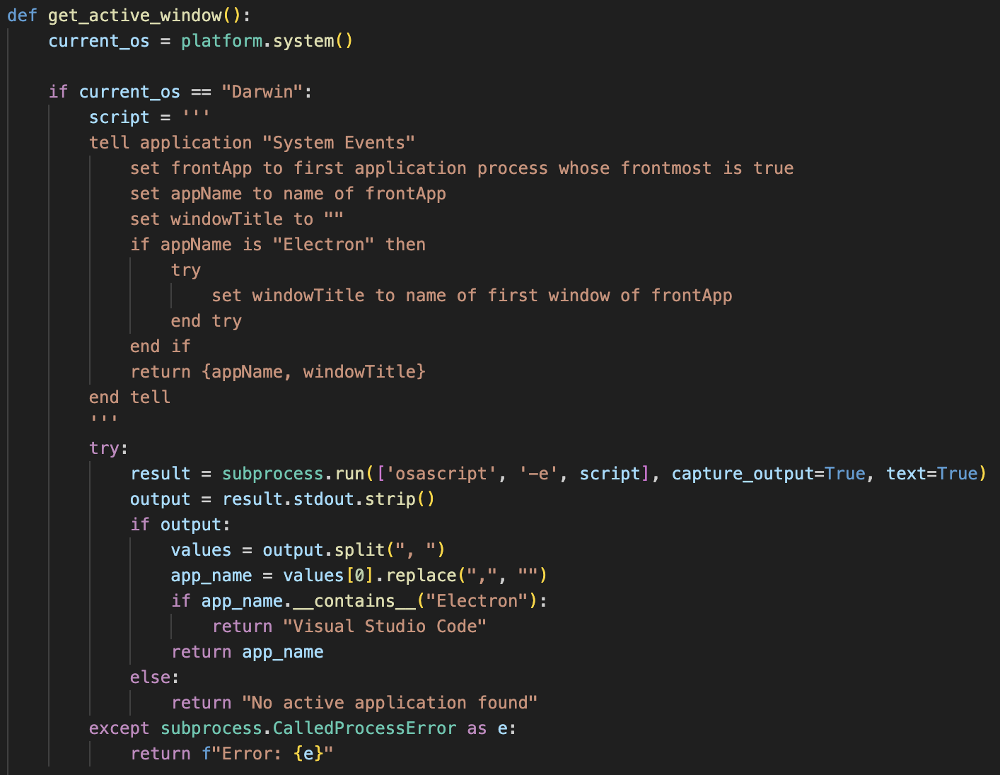 def get_active_window():
    current_os = platform.system()

    if current_os == "Darwin":
        script = '''
        tell application "System Events"
            set frontApp to first application process whose frontmost is true
            set appName to name of frontApp
            set windowTitle to ""
            if appName is "Electron" then
                try
                    set windowTitle to name of first window of frontApp
                end try
            end if
            return {appName, windowTitle}
        end tell
        '''
        try:
            result = subprocess.run(['osascript', '-e', script], capture_output=True, text=True)
            output = result.stdout.strip()
            if output:
                values = output.split(", ")
                app_name = values[0].replace(",", "")
                if app_name.__contains__("Electron"):
                    return "Visual Studio Code"
                return app_name
            else:
                return "No active application found"
        except subprocess.CalledProcessError as e:
            return f"Error: {e}"